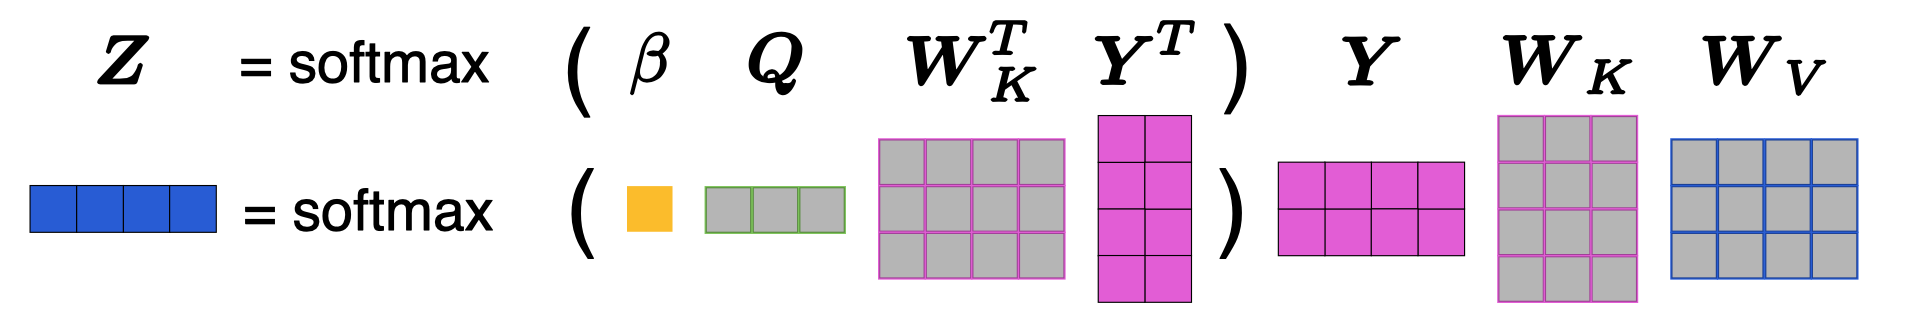 Z = softmax ( β Q W_K^T Y^T ) Y W_K W_V
= softmax ( )